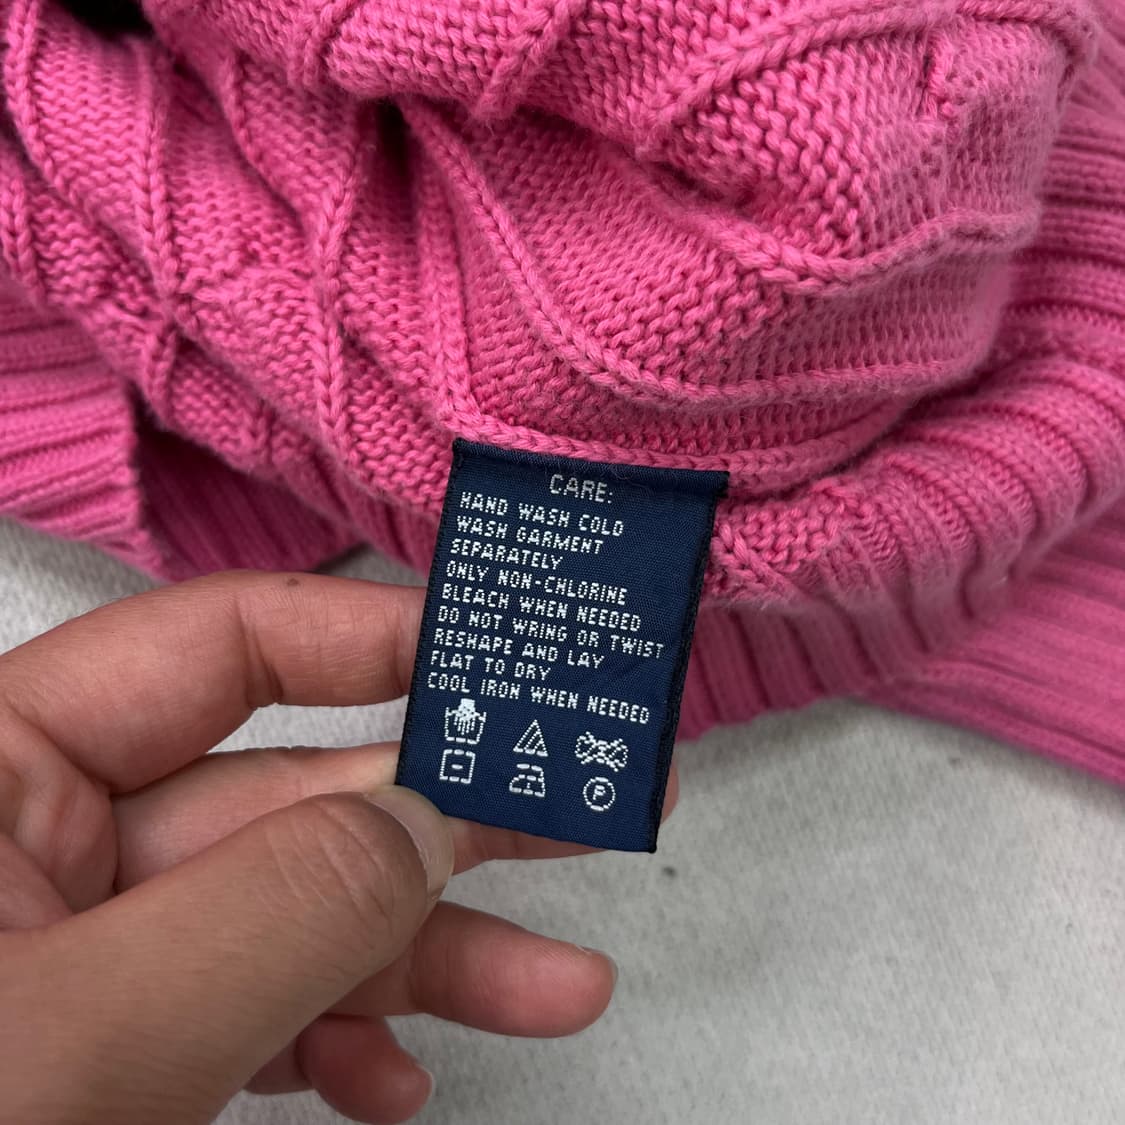 CARE:
HAND WASH COLD
WASH GARMENT
SEPARATELY
ONLY NON-CHLORINE
BLEACH WHEN NEEDED
DO NOT WRING OR TWIST
RESHAPE AND LAY
FLAT TO DRY
COOL IRON WHEN NEEDED
P